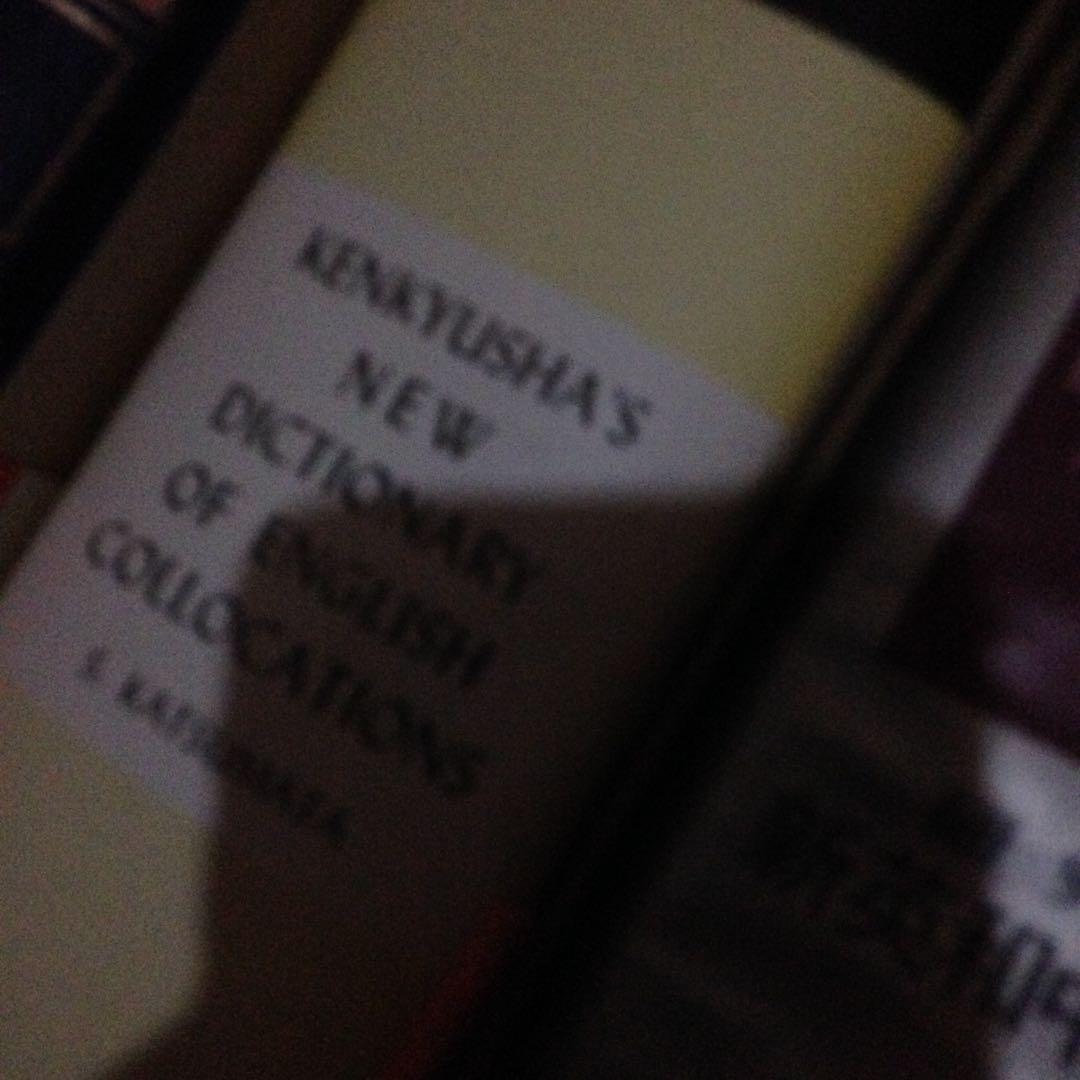 KENKYUSHA'S
NEW
DICTIONARY
OF ENGLISH
COLLOCATIONS
S.